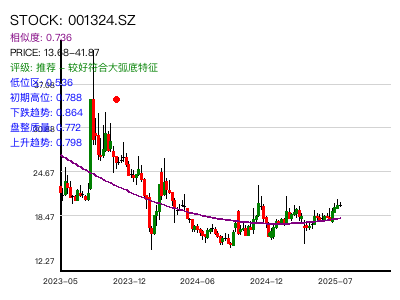 STOCK: 001324.SZ
相似度: 0.736
PRICE: 13.68-41.87
评级: 推荐 - 较好符合大弧底特征
低位区: 0.536
初期高位: 0.788
下跌趋势: 0.864
盘整质量: 0.772
上升趋势: 0.798
24.67
18.47
12.27
2023-05
2023-12
2024-06
2024-12
2025-07